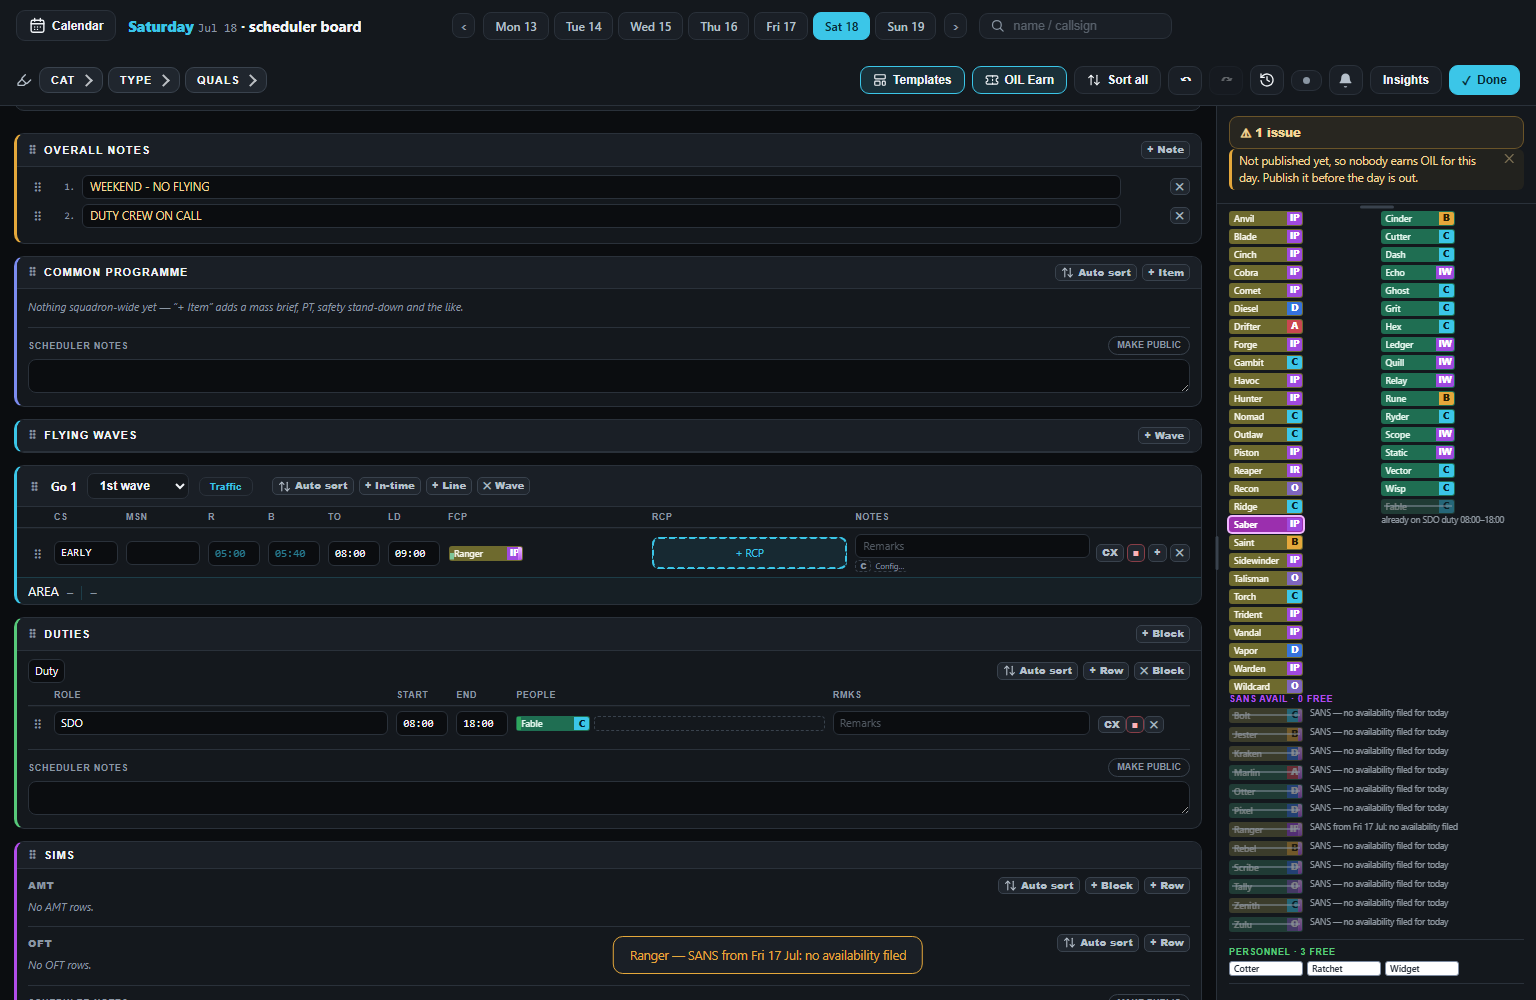 Calendar
Saturday Jul 18 · scheduler board
‹ Mon 13 Tue 14 Wed 15 Thu 16 Fri 17 Sat 18 Sun 19 ›
name / callsign
CAT TYPE QUALS
Templates OIL Earn Sort all Insights ✓ Done
OVERALL NOTES
+ Note
1. WEEKEND - NO FLYING
2. DUTY CREW ON CALL
COMMON PROGRAMME
Auto sort + Item
Nothing squadron-wide yet — "+ Item" adds a mass brief, PT, safety stand-down and the like.
SCHEDULER NOTES MAKE PUBLIC
FLYING WAVES
+ Wave
Go 1 1st wave Traffic Auto sort + In-time + Line ✕ Wave
CS MSN R B TO LD FCP RCP NOTES
EARLY 05:00 05:40 08:00 09:00 Ranger IP + RCP Remarks CX ■ + ✕
C Config...
AREA – | –
DUTIES
+ Block
Duty Auto sort + Row ✕ Block
ROLE START END PEOPLE RMKS
SDO 08:00 18:00 Fable C Remarks CX ■ ✕
SCHEDULER NOTES MAKE PUBLIC
SIMS
AMT Auto sort + Block + Row
No AMT rows.
OFT Auto sort + Row
No OFT rows.
Ranger — SANS from Fri 17 Jul: no availability filed
⚠ 1 issue
Not published yet, so nobody earns OIL for this
day. Publish it before the day is out.
Anvil IP
Blade IP
Cinch IP
Cobra IP
Comet IP
Diesel D
Drifter A
Forge IP
Gambit C
Havoc IP
Hunter IP
Nomad C
Outlaw C
Piston IP
Reaper IR
Recon O
Ridge C
Saber IP
Saint B
Sidewinder IP
Talisman O
Torch C
Trident IP
Vandal IP
Vapor D
Warden IP
Wildcard O
Cinder B
Cutter C
Dash C
Echo IW
Ghost C
Grit C
Hex C
Ledger IW
Quill IW
Relay IW
Rune B
Ryder C
Scope IW
Static IW
Vector C
Wisp C
Fable C
already on SDO duty 08:00–18:00
SANS AVAIL · 0 FREE
Bolt C SANS — no availability filed for today
Jester B SANS — no availability filed for today
Kraken D SANS — no availability filed for today
Marlin A SANS — no availability filed for today
Otter D SANS — no availability filed for today
Pixel D SANS — no availability filed for today
Ranger IP SANS from Fri 17 Jul: no availability filed
Rebel B SANS — no availability filed for today
Scribe D SANS — no availability filed for today
Tally O SANS — no availability filed for today
Zenith C SANS — no availability filed for today
Zulu O SANS — no availability filed for today
PERSONNEL · 3 FREE
Cotter Ratchet Widget